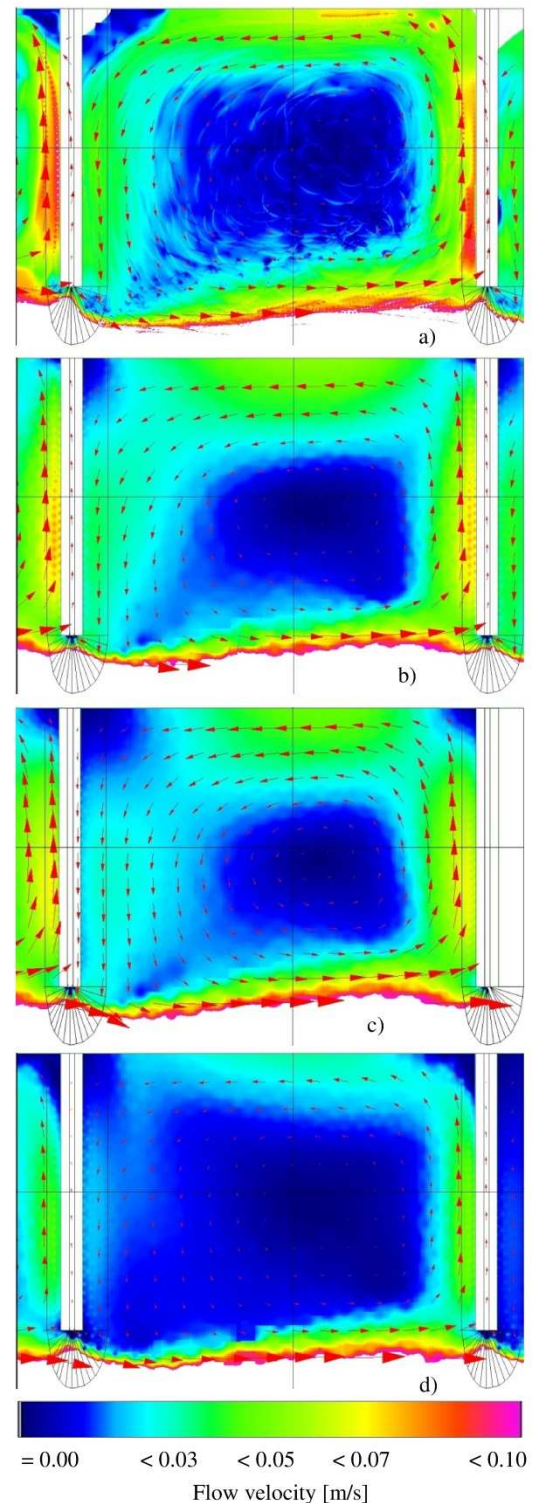 a)
b)
c)
d)
= 0.00 < 0.03 < 0.05 < 0.07 < 0.10
Flow velocity [m/s]